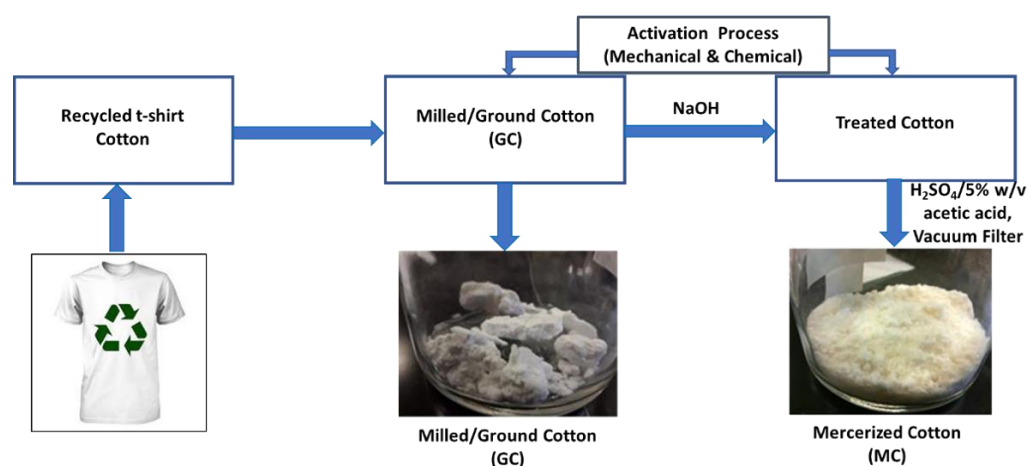 Activation Process
(Mechanical & Chemical)
Recycled t-shirt
Cotton
Milled/Ground Cotton
(GC)
NaOH
Treated Cotton
H₂SO₄/5% w/v
acetic acid,
Vacuum Filter
Milled/Ground Cotton
(GC)
Mercerized Cotton
(MC)